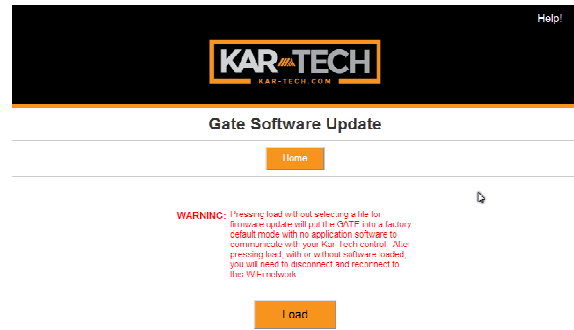 Help!
KAR TECH
KAR-TECH.COM
Gate Software Update
Home
WARNING: Pressing load without selecting a file for
firmware update will put the GATE into a factory
default mode with no application software to
communicate with your Kar-Tech control. After
pressing load, with or without software loaded,
you will need to disconnect and reconnect to
this WiFi network.
Load